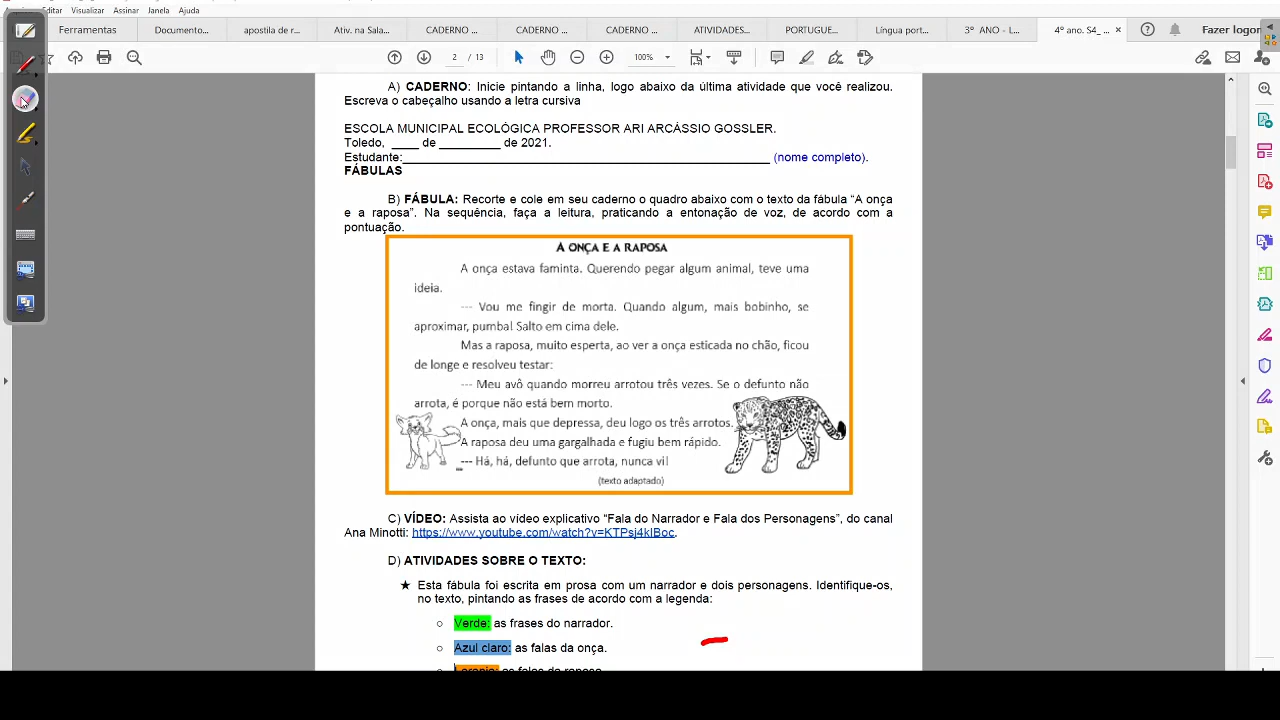 Editar Visualizar Assinar Janela Ajuda
Ferramentas Documento... apostila de r... Ativ. na Sala... CADERNO ... CADERNO ... CADERNO ... ATIVIDADES... PORTUGUE... Língua port... 3º ANO - L... 4º ano. S4_ ... Fazer logon
2 / 13 100%
A) CADERNO: Inicie pintando a linha, logo abaixo da última atividade que você realizou.
Escreva o cabeçalho usando a letra cursiva
ESCOLA MUNICIPAL ECOLÓGICA PROFESSOR ARI ARCÁSSIO GOSSLER.
Toledo, ____ de _________ de 2021.
Estudante:______________________________________________________ (nome completo).
FÁBULAS
B) FÁBULA: Recorte e cole em seu caderno o quadro abaixo com o texto da fábula “A onça
e a raposa”. Na sequência, faça a leitura, praticando a entonação de voz, de acordo com a
pontuação.
A ONÇA E A RAPOSA
A onça estava faminta. Querendo pegar algum animal, teve uma
ideia.
--- Vou me fingir de morta. Quando algum, mais bobinho, se
aproximar, pumba! Salto em cima dele.
Mas a raposa, muito esperta, ao ver a onça esticada no chão, ficou
de longe e resolveu testar:
--- Meu avô quando morreu arrotou três vezes. Se o defunto não
arrota, é porque não está bem morto.
A onça, mais que depressa, deu logo os três arrotos.
A raposa deu uma gargalhada e fugiu bem rápido.
--- Há, há, defunto que arrota, nunca vi!
(texto adaptado)
C) VÍDEO: Assista ao vídeo explicativo “Fala do Narrador e Fala dos Personagens”, do canal
Ana Minotti: https://www.youtube.com/watch?v=KTPsj4kIBoc.
D) ATIVIDADES SOBRE O TEXTO:
★ Esta fábula foi escrita em prosa com um narrador e dois personagens. Identifique-os,
no texto, pintando as frases de acordo com a legenda:
○ Verde: as frases do narrador.
○ Azul claro: as falas da onça.
○ Laranja: as falas da raposa.